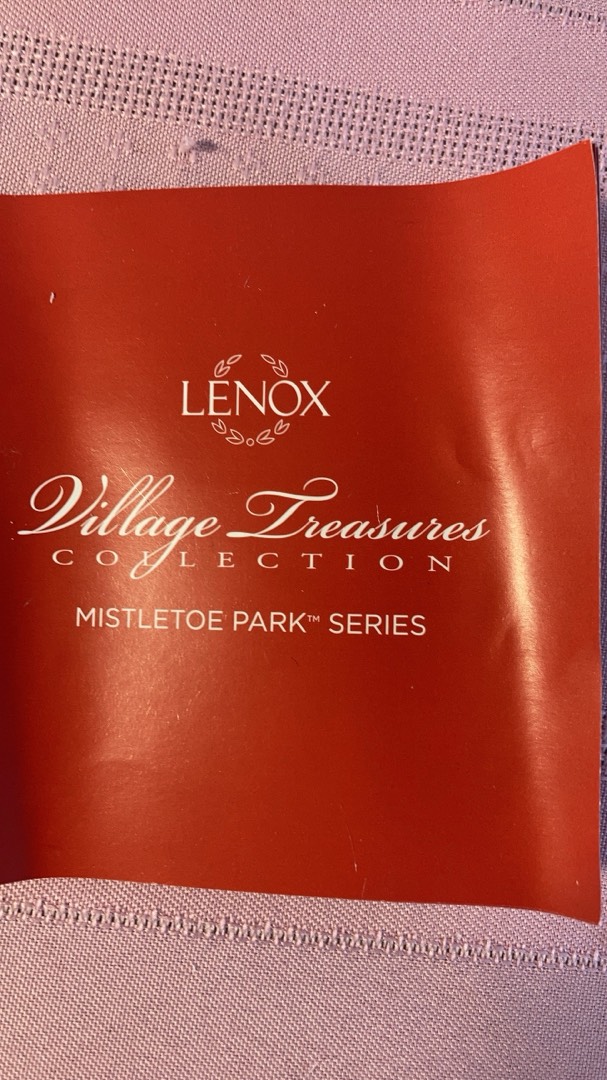 LENOX
Village Treasures
COLLECTION
MISTLETOE PARK™ SERIES